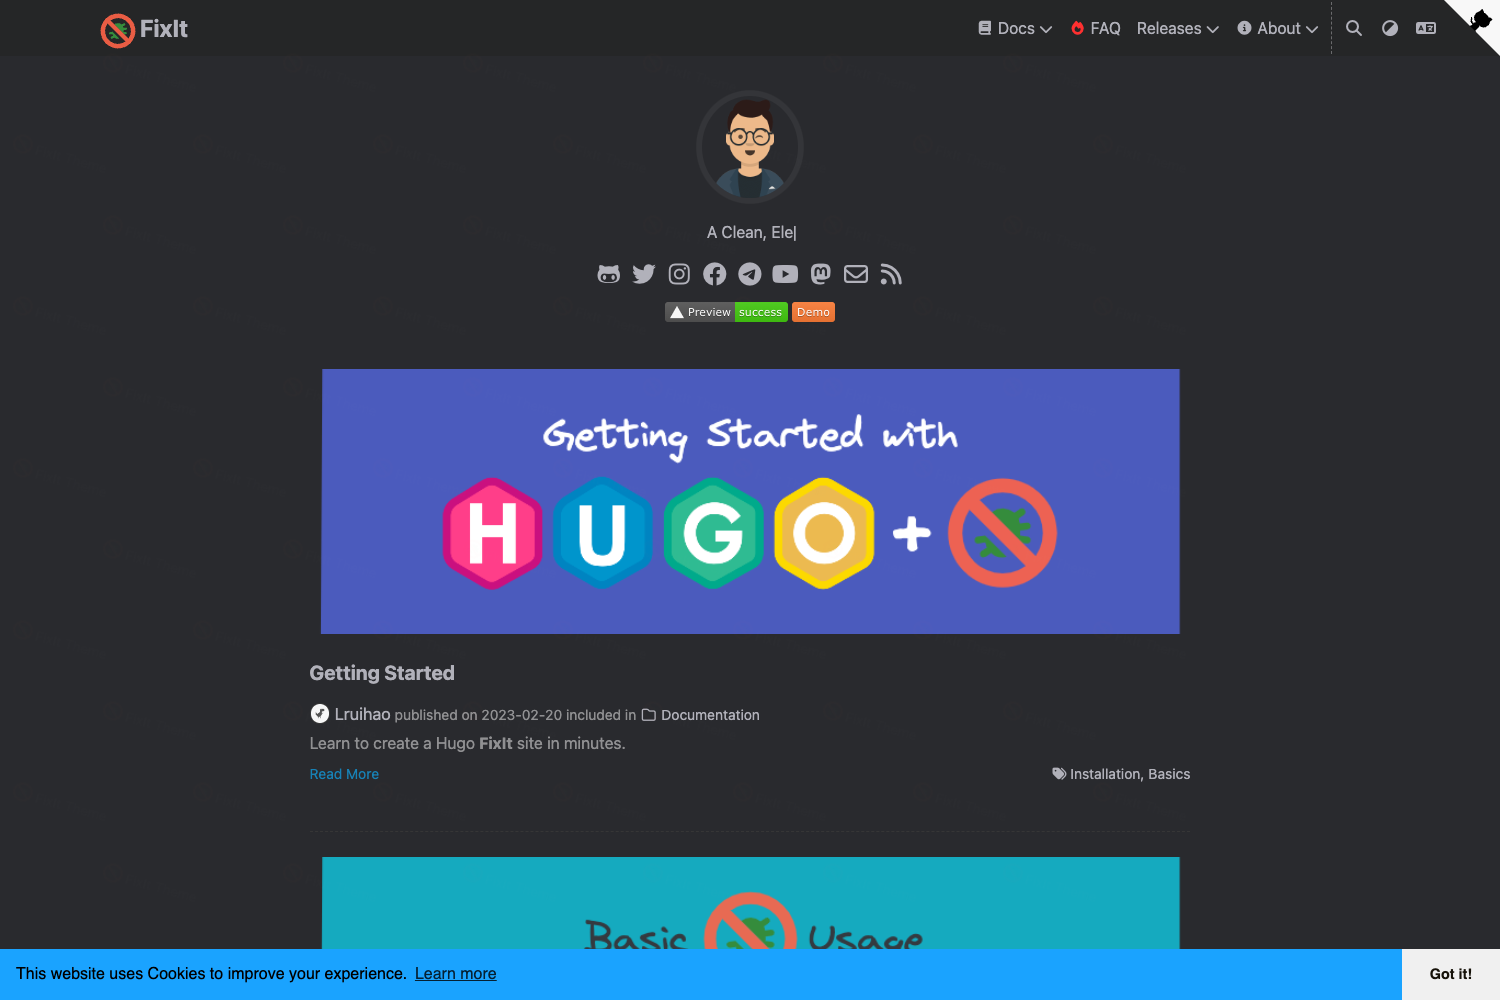 FixIt
Docs
FAQ
Releases
About
A Clean, Ele|
Preview success
Demo
Getting Started with
HUGO +
Getting Started
Lruihao published on 2023-02-20 included in Documentation
Learn to create a Hugo FixIt site in minutes.
Read More
Installation, Basics
Basic Usage
This website uses Cookies to improve your experience. Learn more
Got it!